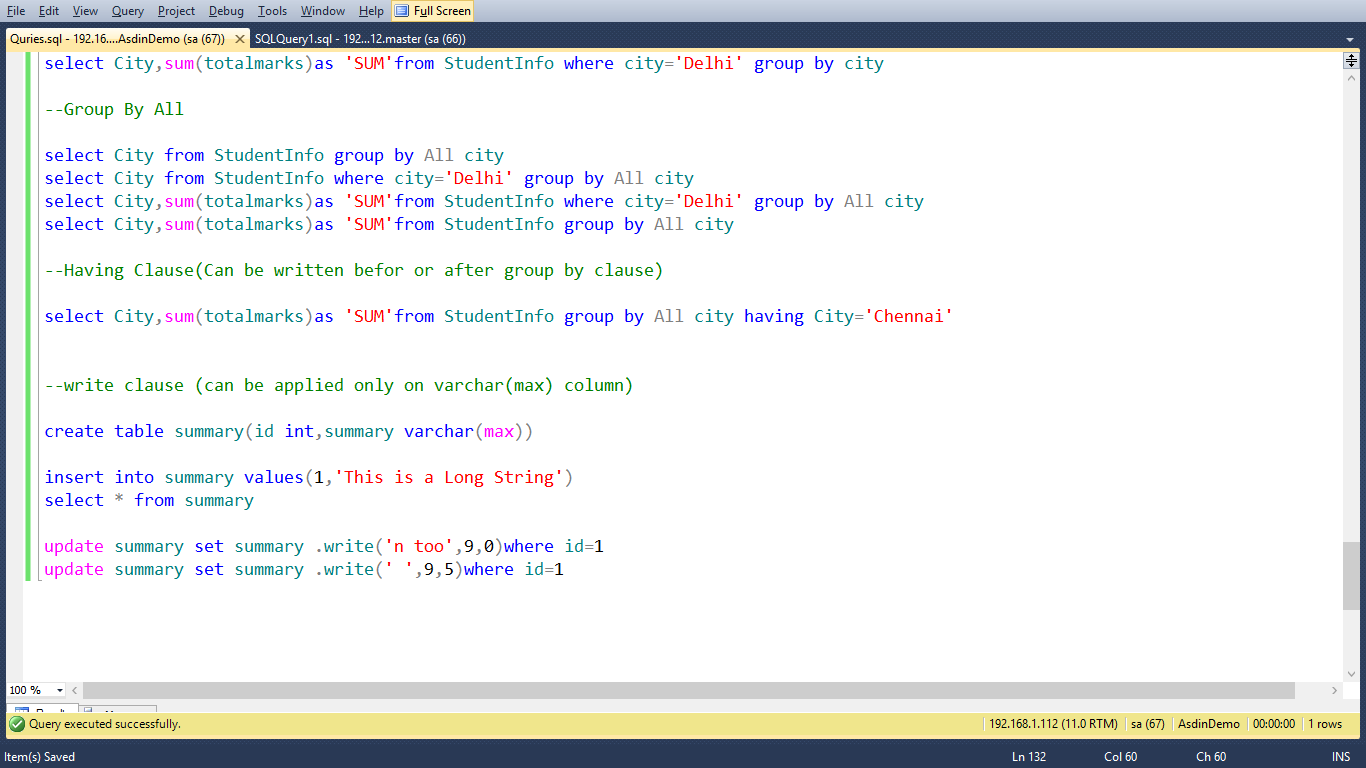 File Edit View Query Project Debug Tools Window Help Full Screen
Quries.sql - 192.16....AsdinDemo (sa (67)) SQLQuery1.sql - 192...12.master (sa (66))
select City,sum(totalmarks)as 'SUM'from StudentInfo where city='Delhi' group by city
--Group By All
select City from StudentInfo group by All city
select City from StudentInfo where city='Delhi' group by All city
select City,sum(totalmarks)as 'SUM'from StudentInfo where city='Delhi' group by All city
select City,sum(totalmarks)as 'SUM'from StudentInfo group by All city
--Having Clause(Can be written befor or after group by clause)
select City,sum(totalmarks)as 'SUM'from StudentInfo group by All city having City='Chennai'
--write clause (can be applied only on varchar(max) column)
create table summary(id int,summary varchar(max))
insert into summary values(1,'This is a Long String')
select * from summary
update summary set summary .write('n too',9,0)where id=1
update summary set summary .write(' ',9,5)where id=1
100 %
Query executed successfully. 192.168.1.112 (11.0 RTM) sa (67) AsdinDemo 00:00:00 1 rows
Item(s) Saved Ln 132 Col 60 Ch 60 INS